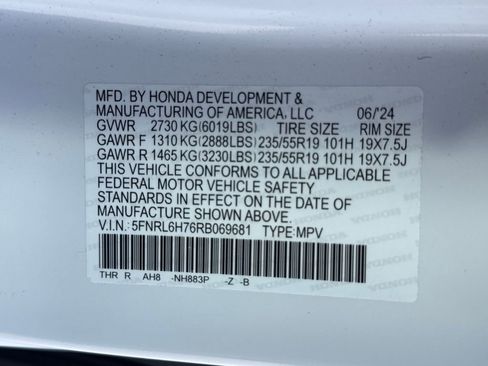 MFD. BY HONDA DEVELOPMENT &
MANUFACTURING OF AMERICA, LLC 06/'24
GVWR 2730 KG(6019LBS) TIRE SIZE RIM SIZE
GAWR F 1310 KG(2888LBS) 235/55R19 101H 19X7.5J
GAWR R 1465 KG(3230LBS) 235/55R19 101H 19X7.5J
THIS VEHICLE CONFORMS TO ALL APPLICABLE
FEDERAL MOTOR VEHICLE SAFETY
STANDARDS IN EFFECT ON THE DATE OF
MANUFACTURE SHOWN ABOVE.
V.I.N.: 5FNRL6H76RB069681 TYPE:MPV
THR R AH8 -NH883P -Z -B